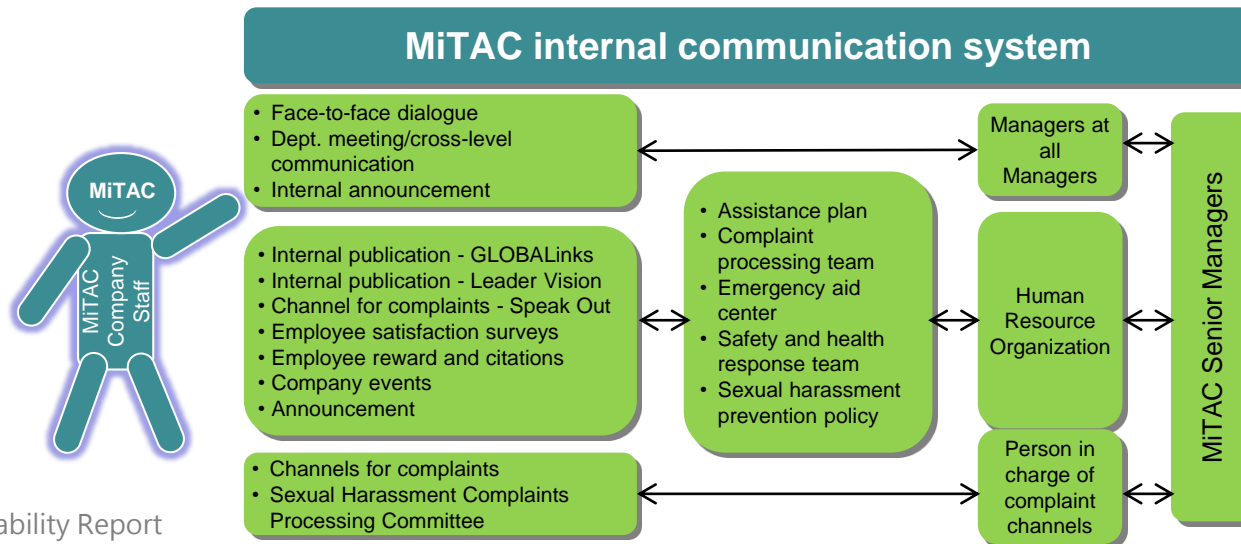 MiTAC internal communication system
MiTAC
MiTAC
Company
Staff
• Face-to-face dialogue
• Dept. meeting/cross-level
communication
• Internal announcement
Managers at
all
Managers
• Internal publication - GLOBALinks
• Internal publication - Leader Vision
• Channel for complaints - Speak Out
• Employee satisfaction surveys
• Employee reward and citations
• Company events
• Announcement
• Assistance plan
• Complaint
processing team
• Emergency aid
center
• Safety and health
response team
• Sexual harassment
prevention policy
Human
Resource
Organization
• Channels for complaints
• Sexual Harassment Complaints
Processing Committee
Person in
charge of
complaint
channels
MiTAC Senior Managers
ability Report